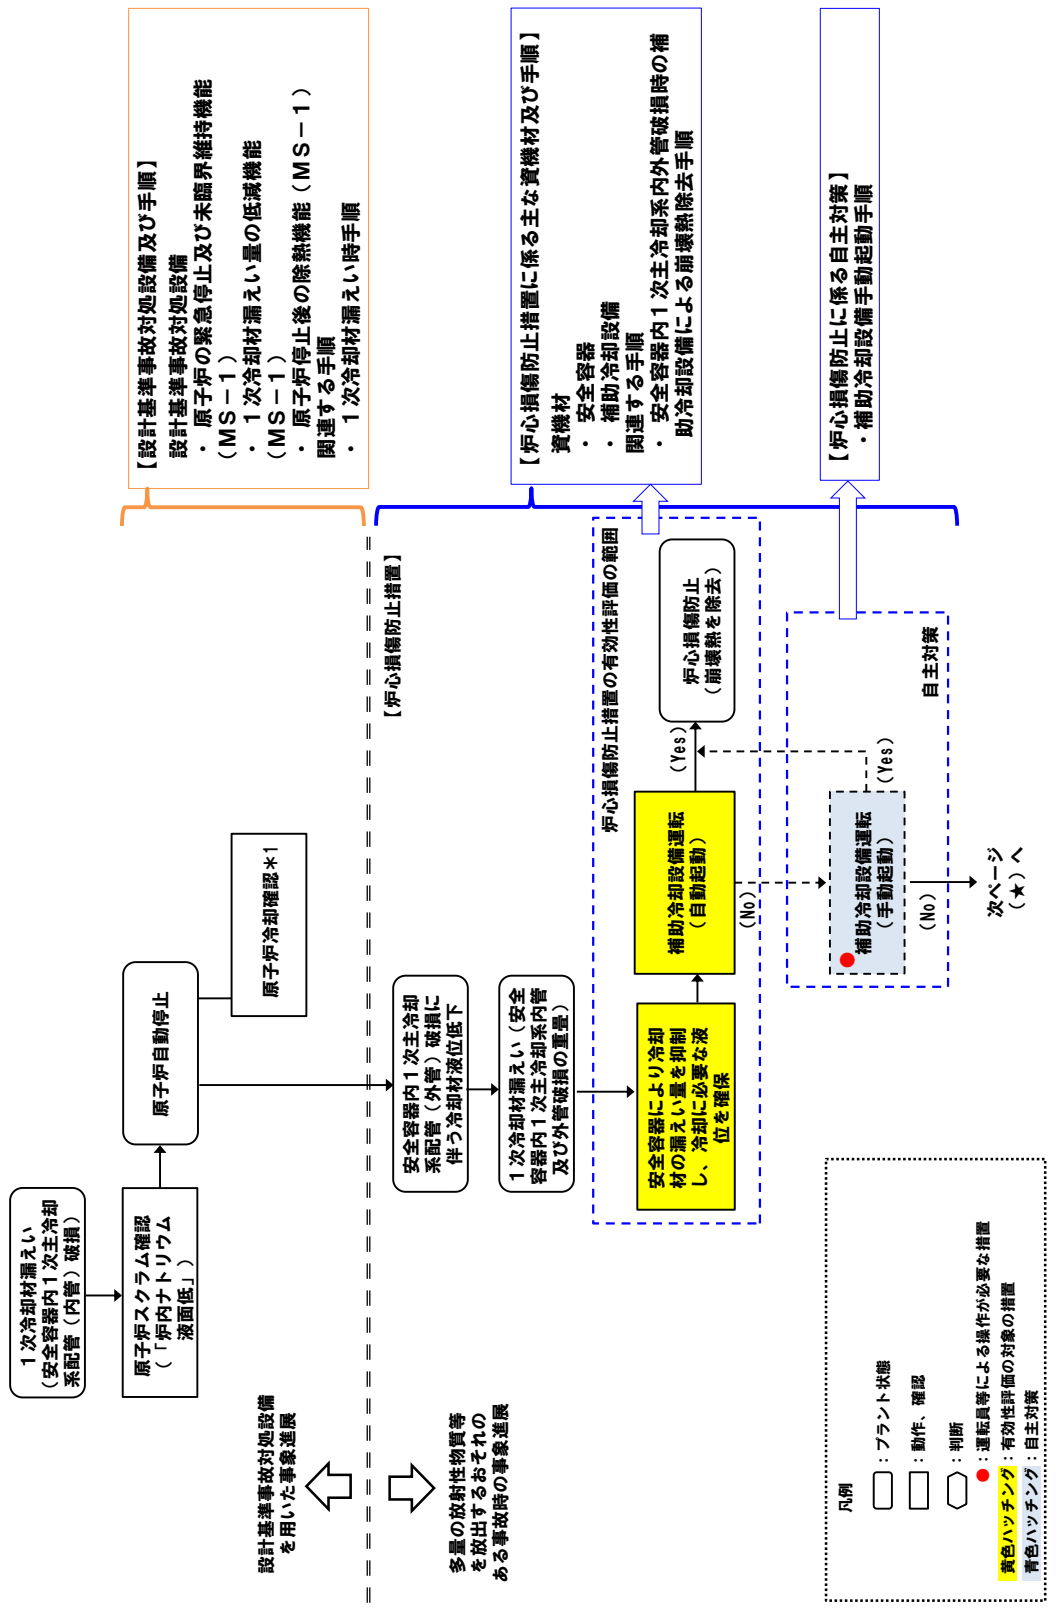 1次冷却材漏えい
（安全容器内1次主冷却
系配管（内管）破損）
原子炉スクラム確認
（「炉内ナトリウム
液面低」）
原子炉自動停止
原子炉冷却確認＊1
【設計基準事故対処設備及び手順】
設計基準事故対処設備
・ 原子炉の緊急停止及び未臨界維持機能
（ＭＳ－１）
・ １次冷却材漏えい量の低減機能
（ＭＳ－１）
・ 原子炉停止後の除熱機能（ＭＳ－１）
関連する手順
・ １次冷却材漏えい時手順
設計基準事故対処設備
を用いた事象進展
多量の放射性物質等
を放出するおそれの
ある事故時の事象進展
【炉心損傷防止措置】
安全容器内1次主冷却
系配管（外管）破損に
伴う冷却材液位低下
1次冷却材漏えい（安全
容器内1次主冷却系内管
及び外管破損の重畳）
炉心損傷防止措置の有効性評価の範囲
安全容器により冷却
材の漏えい量を抑制
し、冷却に必要な液
位を確保
補助冷却設備運転
（自動起動）
（Yes）
（No）
炉心損傷防止
（崩壊熱を除去）
【炉心損傷防止措置に係る主な資機材及び手順】
資機材
・ 安全容器
・ 補助冷却設備
関連する手順
・ 安全容器内１次主冷却系内外管破損時の補
助冷却設備による崩壊熱除去手順
補助冷却設備運転
（手動起動）
（Yes）
（No）
自主対策
次ページ
（★）へ
【炉心損傷防止に係る自主対策】
・補助冷却設備手動起動手順
凡例
：プラント状態
：動作、確認
：判断
：運転員等による操作が必要な措置
黄色ハッチング：有効性評価の対象の措置
青色ハッチング：自主対策